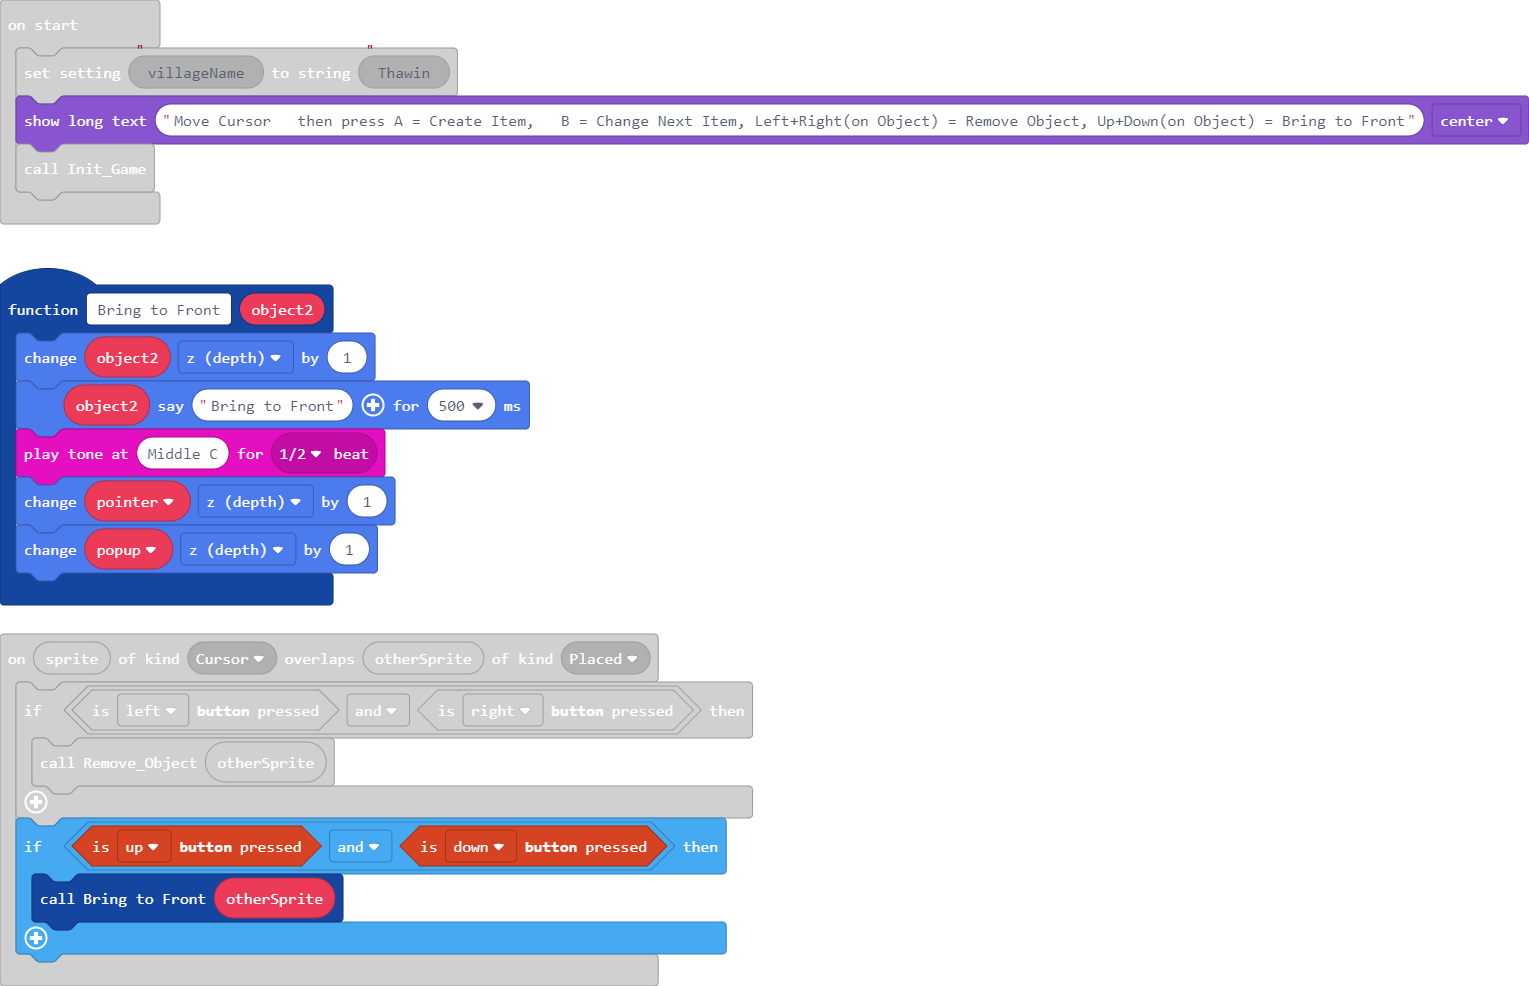 on start
set setting "villageName" to string "Thawin"
show long text "Move Cursor   then press A = Create Item,   B = Change Next Item, Left+Right(on Object) = Remove Object, Up+Down(on Object) = Bring to Front" center
call Init_Game
function Bring to Front object2
change object2 z (depth) by 1
object2 say "Bring to Front" for 500 ms
play tone at Middle C for 1/2 beat
change pointer z (depth) by 1
change popup z (depth) by 1
on sprite of kind Cursor overlaps otherSprite of kind Placed
if is left button pressed and is right button pressed then
call Remove_Object otherSprite
if is up button pressed and is down button pressed then
call Bring to Front otherSprite